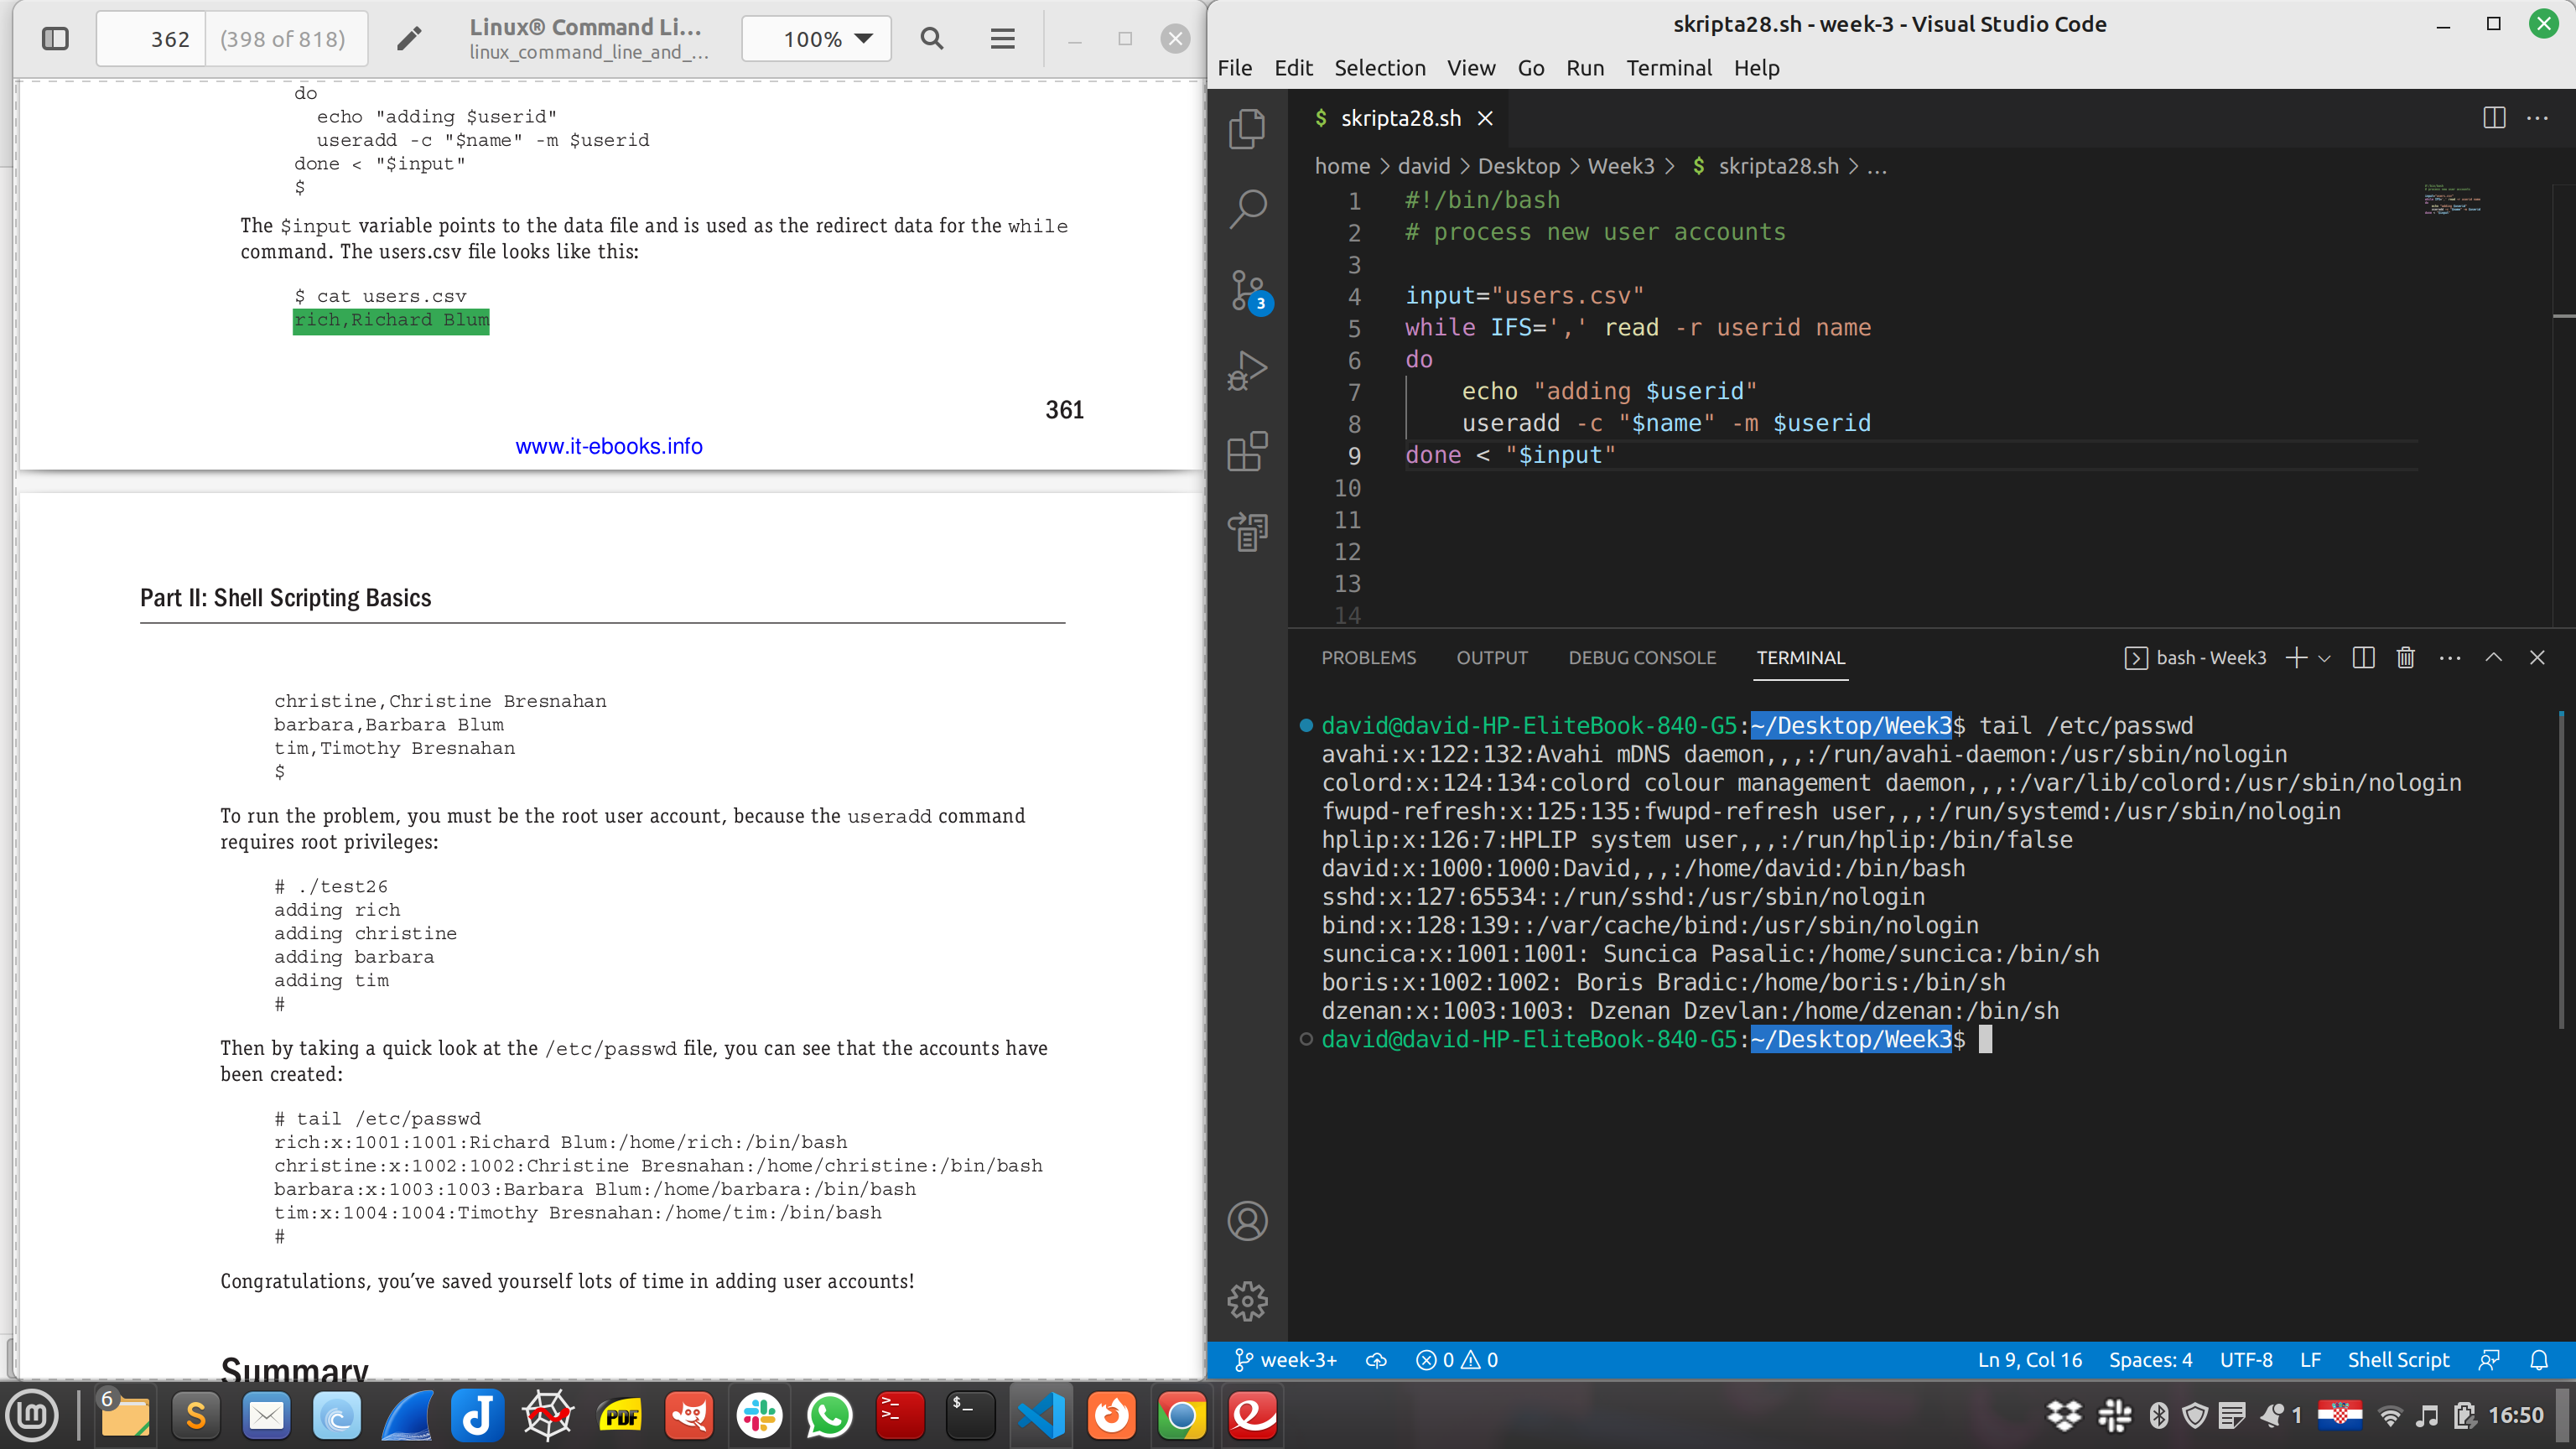 362
(398 of 818)
Linux® Command Li...
linux_command_line_and_...
100%
do
echo "adding $userid"
useradd -c "$name" -m $userid
done < "$input"
$
The $input variable points to the data file and is used as the redirect data for the while
command. The users.csv file looks like this:
$ cat users.csv
rich,Richard Blum
361
www.it-ebooks.info
Part II: Shell Scripting Basics
christine,Christine Bresnahan
barbara,Barbara Blum
tim,Timothy Bresnahan
$
To run the problem, you must be the root user account, because the useradd command
requires root privileges:
# ./test26
adding rich
adding christine
adding barbara
adding tim
#
Then by taking a quick look at the /etc/passwd file, you can see that the accounts have
been created:
# tail /etc/passwd
rich:x:1001:1001:Richard Blum:/home/rich:/bin/bash
christine:x:1002:1002:Christine Bresnahan:/home/christine:/bin/bash
barbara:x:1003:1003:Barbara Blum:/home/barbara:/bin/bash
tim:x:1004:1004:Timothy Bresnahan:/home/tim:/bin/bash
#
Congratulations, you've saved yourself lots of time in adding user accounts!
Summary
skripta28.sh - week-3 - Visual Studio Code
File Edit Selection View Go Run Terminal Help
$ skripta28.sh
home > david > Desktop > Week3 > $ skripta28.sh > ...
3
1 #!/bin/bash
2 # process new user accounts
3
4 input="users.csv"
5 while IFS=',' read -r userid name
6 do
7 echo "adding $userid"
8 useradd -c "$name" -m $userid
9 done < "$input"
10
11
12
13
14
PROBLEMS OUTPUT DEBUG CONSOLE TERMINAL
bash - Week3
david@david-HP-EliteBook-840-G5:~/Desktop/Week3$ tail /etc/passwd
avahi:x:122:132:Avahi mDNS daemon,,,:/run/avahi-daemon:/usr/sbin/nologin
colord:x:124:134:colord colour management daemon,,,:/var/lib/colord:/usr/sbin/nologin
fwupd-refresh:x:125:135:fwupd-refresh user,,,:/run/systemd:/usr/sbin/nologin
hplip:x:126:7:HPLIP system user,,,:/run/hplip:/bin/false
david:x:1000:1000:David,,,:/home/david:/bin/bash
sshd:x:127:65534::/run/sshd:/usr/sbin/nologin
bind:x:128:139::/var/cache/bind:/usr/sbin/nologin
suncica:x:1001:1001: Suncica Pasalic:/home/suncica:/bin/sh
boris:x:1002:1002: Boris Bradic:/home/boris:/bin/sh
dzenan:x:1003:1003: Dzenan Dzevlan:/home/dzenan:/bin/sh
david@david-HP-EliteBook-840-G5:~/Desktop/Week3$
week-3+ 0 0
Ln 9, Col 16 Spaces: 4 UTF-8 LF Shell Script
6
S
PDF
$_
1
16:50